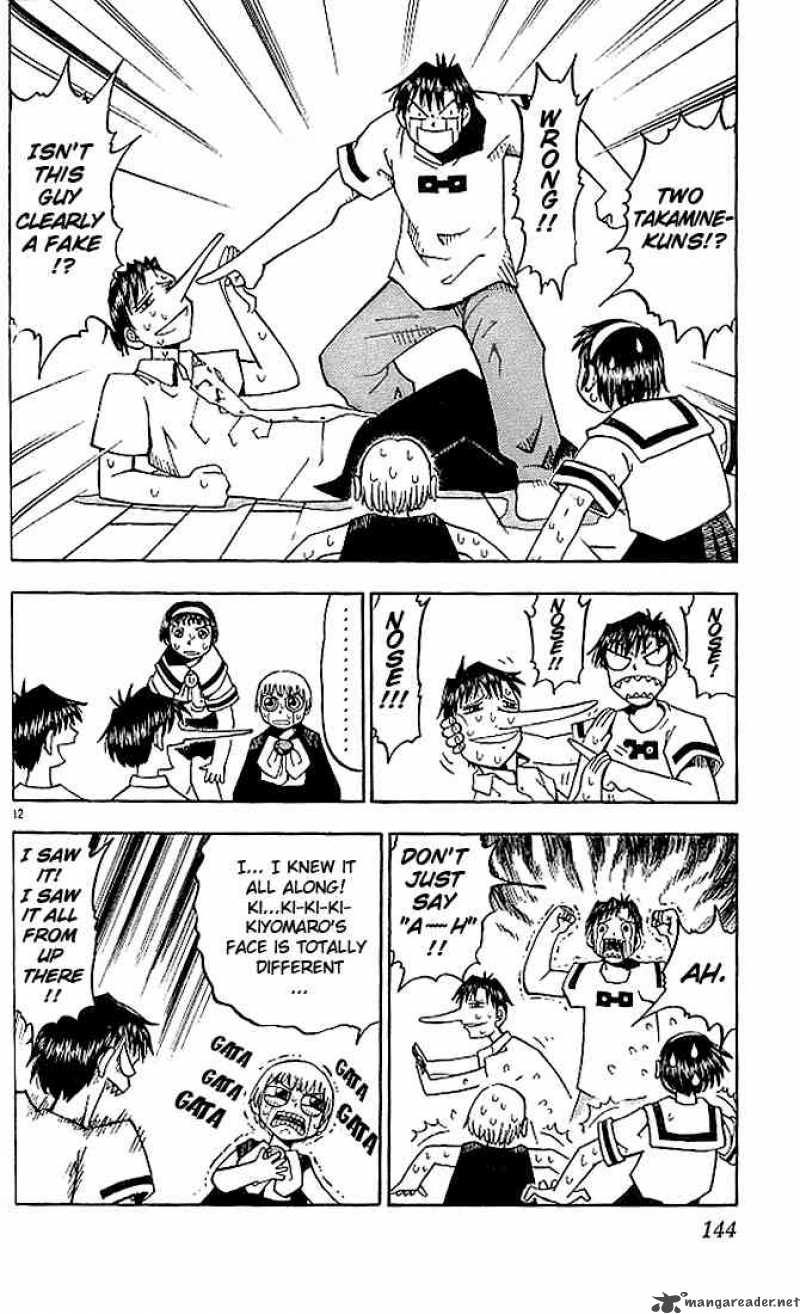 TWO
TAKAMINE-
KUNS!?
WRONG!!
ISN'T
THIS
GUY
CLEARLY
A FAKE
!?
NOSE!
NOSE!!
NOSE!!!
.........
12
DON'T
JUST
SAY
"A~~H"
!!
AH.
I... I KNEW IT
ALL ALONG!
KI...KI-KI-KI-
KIYOMARO'S
FACE IS TOTALLY
DIFFERENT
...
GATA
GATA
GATA
GATA
GATA
I SAW
IT!
I SAW
IT ALL
FROM
UP
THERE
!!
144
mangareader.net